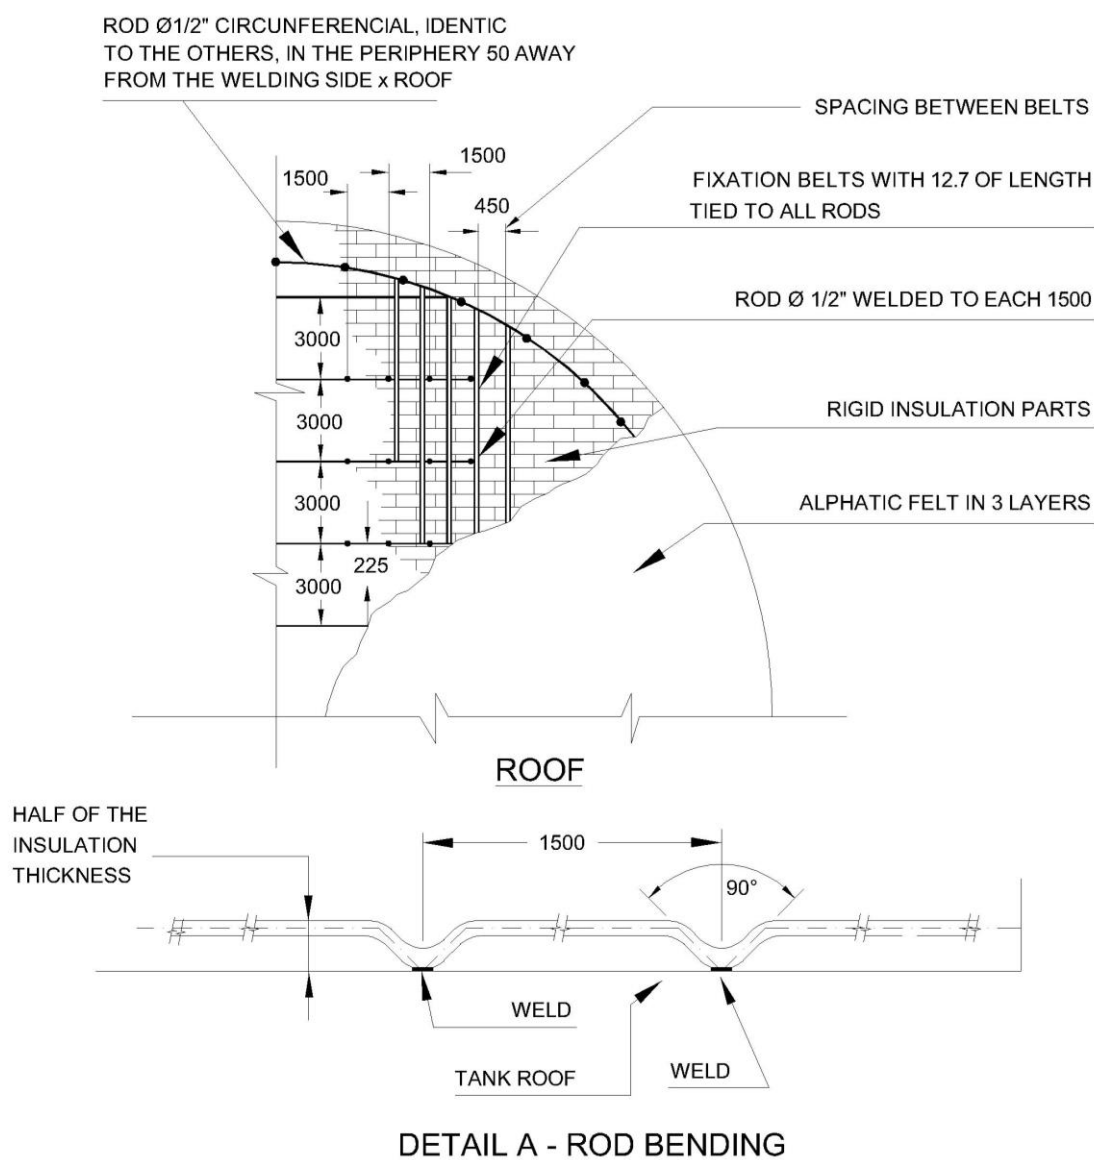 ROD Ø1/2" CIRCUNFERENCIAL, IDENTIC
TO THE OTHERS, IN THE PERIPHERY 50 AWAY
FROM THE WELDING SIDE x ROOF
SPACING BETWEEN BELTS
1500
1500
FIXATION BELTS WITH 12.7 OF LENGTH
TIED TO ALL RODS
450
ROD Ø 1/2" WELDED TO EACH 1500
3000
3000
RIGID INSULATION PARTS
3000
ALPHATIC FELT IN 3 LAYERS
225
3000
ROOF
HALF OF THE
INSULATION
THICKNESS
1500
90°
WELD
TANK ROOF
WELD
DETAIL A - ROD BENDING